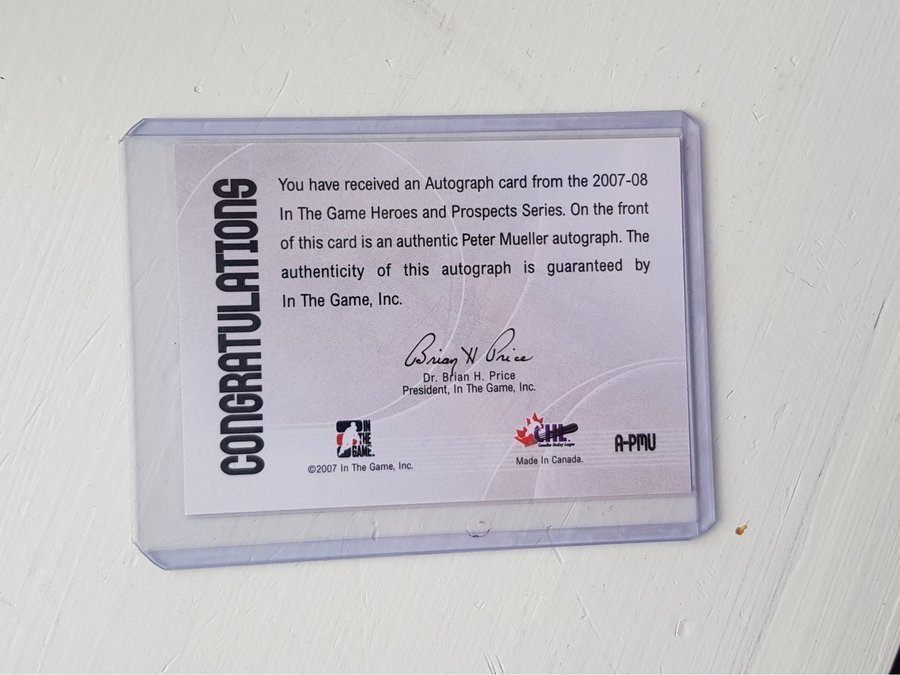 CONGRATULATIONS
You have received an Autograph card from the 2007-08
In The Game Heroes and Prospects Series. On the front
of this card is an authentic Peter Mueller autograph. The
authenticity of this autograph is guaranteed by
In The Game, Inc.
Brian H Price
Dr. Brian H. Price
President, In The Game, Inc.
IN
THE
GAME.
©2007 In The Game, Inc.
CHL
Canadian Hockey League
Made In Canada.
A-PMU